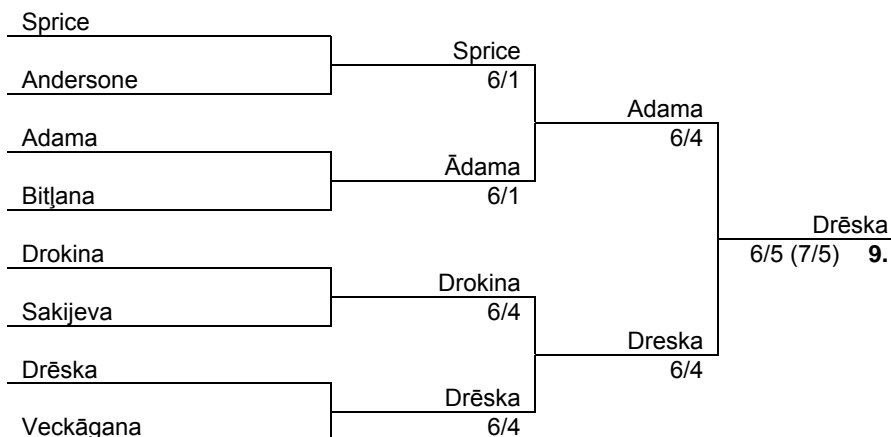 Sprice
Sprice
Andersone
6/1
Adama
Adama
6/4
Ādama
Bitļana
6/1
Drēska
Drokina
6/5 (7/5) 9.
Drokina
Sakijeva
6/4
Dreska
Drēska
6/4
Drēska
Veckāgana
6/4